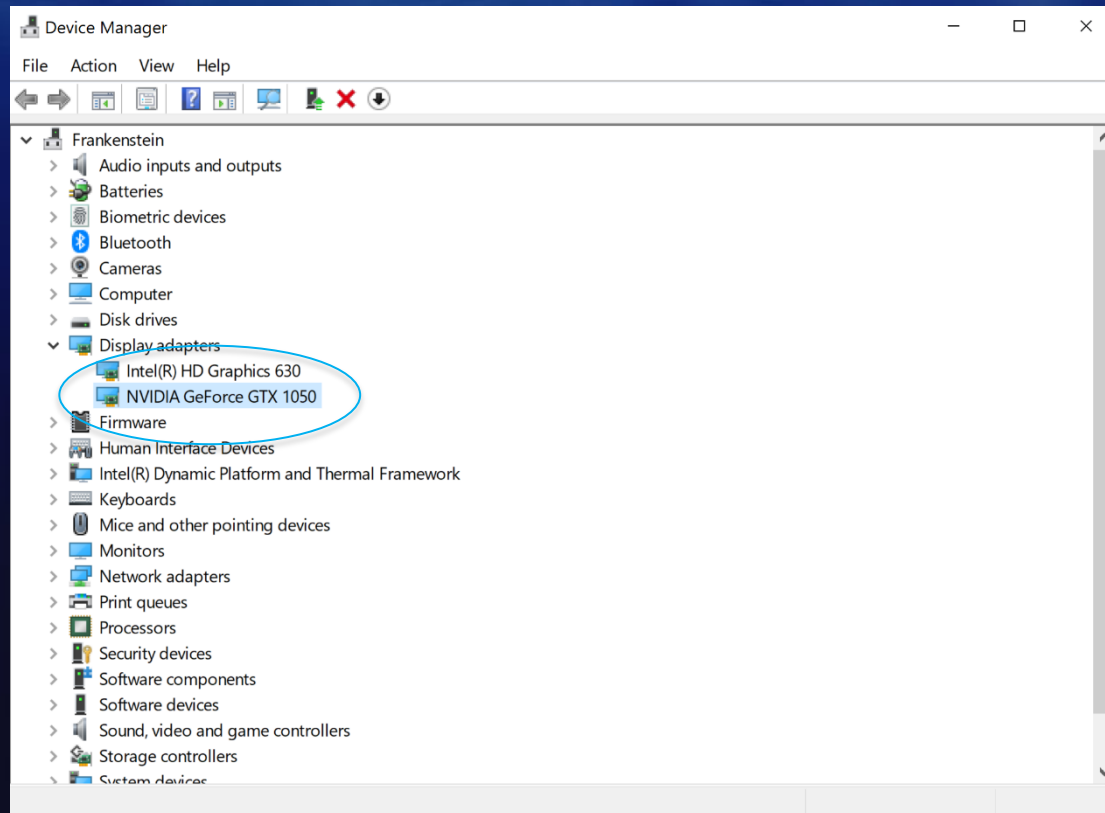 Device Manager
File Action View Help
Frankenstein
Audio inputs and outputs
Batteries
Biometric devices
Bluetooth
Cameras
Computer
Disk drives
Display adapters
Intel(R) HD Graphics 630
NVIDIA GeForce GTX 1050
Firmware
Human Interface Devices
Intel(R) Dynamic Platform and Thermal Framework
Keyboards
Mice and other pointing devices
Monitors
Network adapters
Print queues
Processors
Security devices
Software components
Software devices
Sound, video and game controllers
Storage controllers
System devices